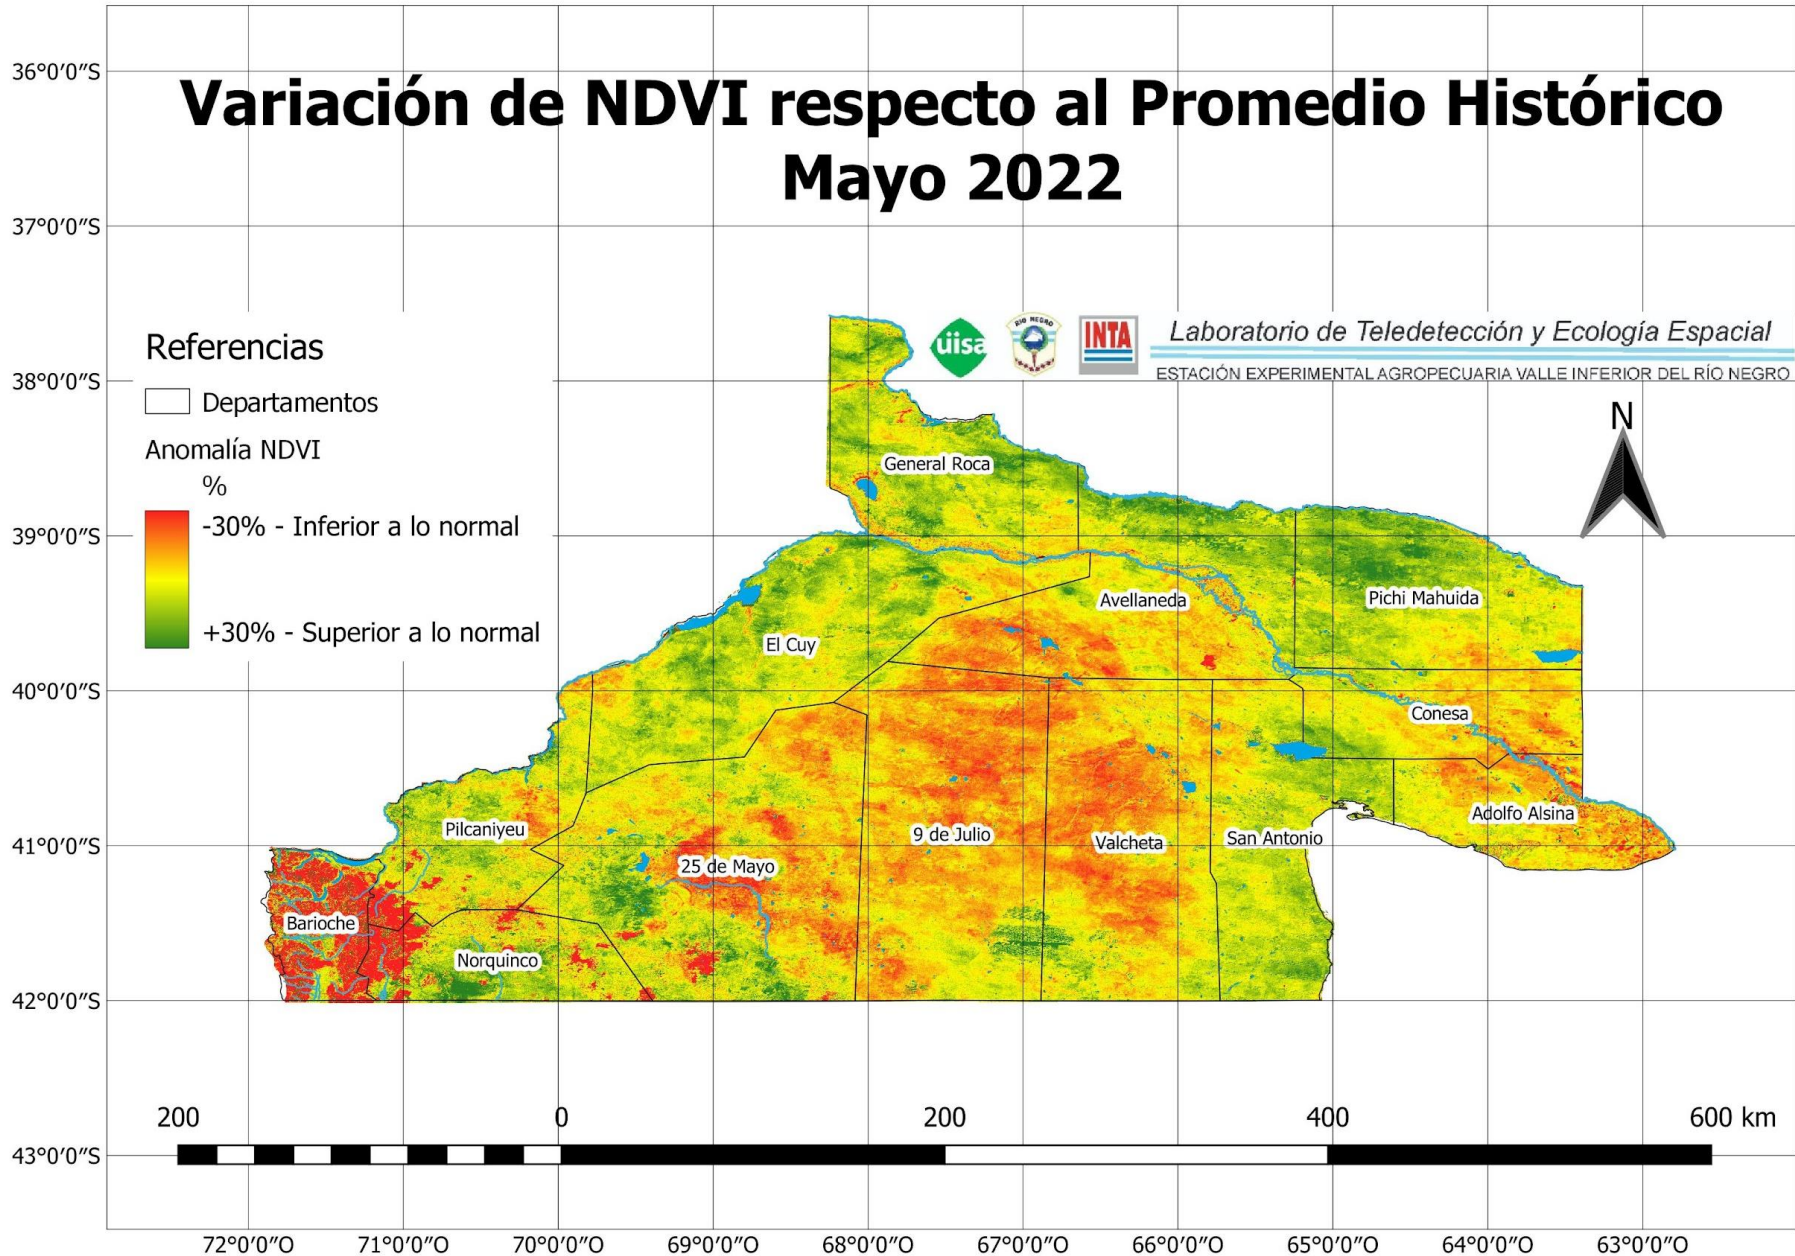 Variación de NDVI respecto al Promedio Histórico
Mayo 2022
36°0'0"S
37°0'0"S
38°0'0"S
39°0'0"S
40°0'0"S
41°0'0"S
42°0'0"S
43°0'0"S
Referencias
Departamentos
Anomalía NDVI
%
-30% - Inferior a lo normal
+30% - Superior a lo normal
üisa
RIO NEGRO
INTA
Laboratorio de Teledetección y Ecología Espacial
ESTACIÓN EXPERIMENTAL AGROPECUARIA VALLE INFERIOR DEL RÍO NEGRO
N
General Roca
Avellaneda
Pichi Mahuida
El Cuy
Conesa
Adolfo Alsina
Pilcaniyeu
9 de Julio
Valcheta
San Antonio
25 de Mayo
Barioche
Norquinco
200 0 200 400 600 km
72°0'0"O 71°0'0"O 70°0'0"O 69°0'0"O 68°0'0"O 67°0'0"O 66°0'0"O 65°0'0"O 64°0'0"O 63°0'0"O